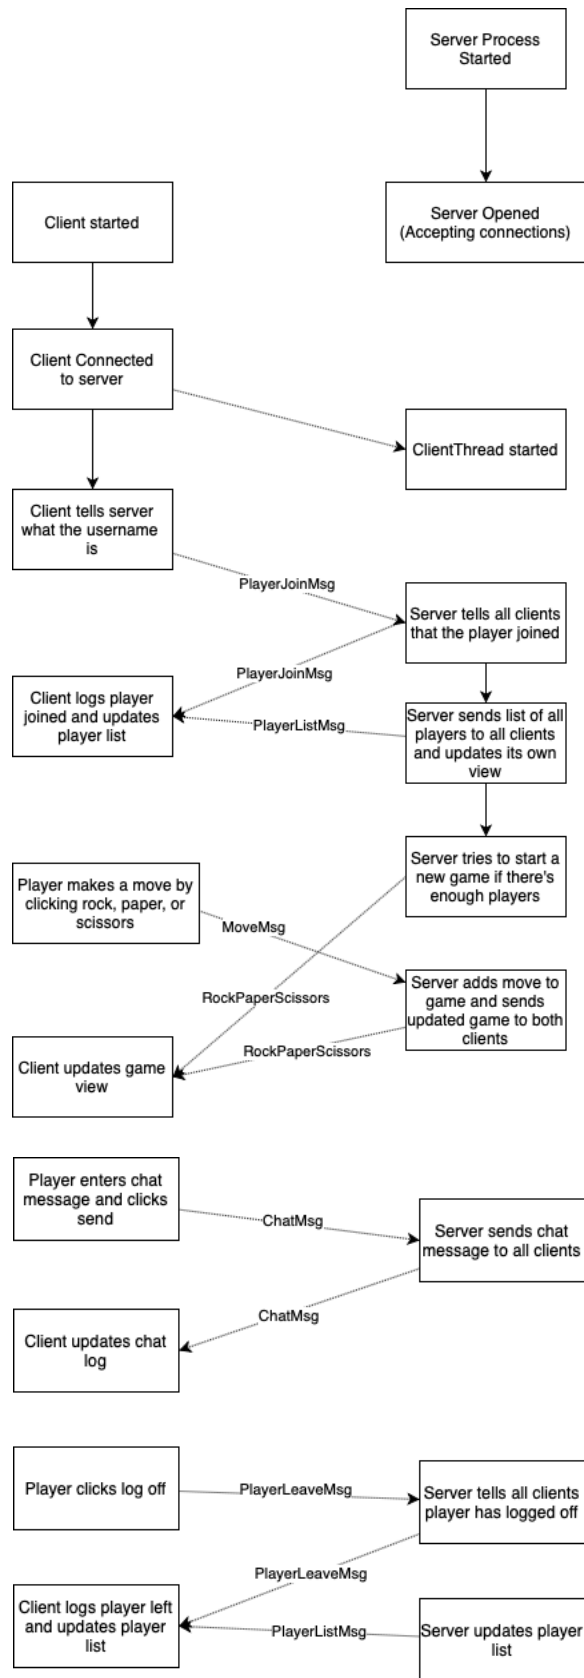 Server Process
Started
Server Opened
(Accepting connections)
Client started
Client Connected
to server
ClientThread started
Client tells server
what the username
is
PlayerJoinMsg
Server tells all clients
that the player joined
PlayerJoinMsg
Client logs player
joined and updates
player list
PlayerListMsg
Server sends list of all
players to all clients
and updates its own
view
Server tries to start a
new game if there's
enough players
Player makes a move by
clicking rock, paper, or
scissors
MoveMsg
Server adds move to
game and sends
updated game to both
clients
RockPaperScissors
RockPaperScissors
Client updates game
view
Player enters chat
message and clicks
send
ChatMsg
Server sends chat
message to all clients
ChatMsg
Client updates chat
log
Player clicks log off
PlayerLeaveMsg
Server tells all clients
player has logged off
PlayerLeaveMsg
Client logs player left
and updates player
list
PlayerListMsg
Server updates player
list